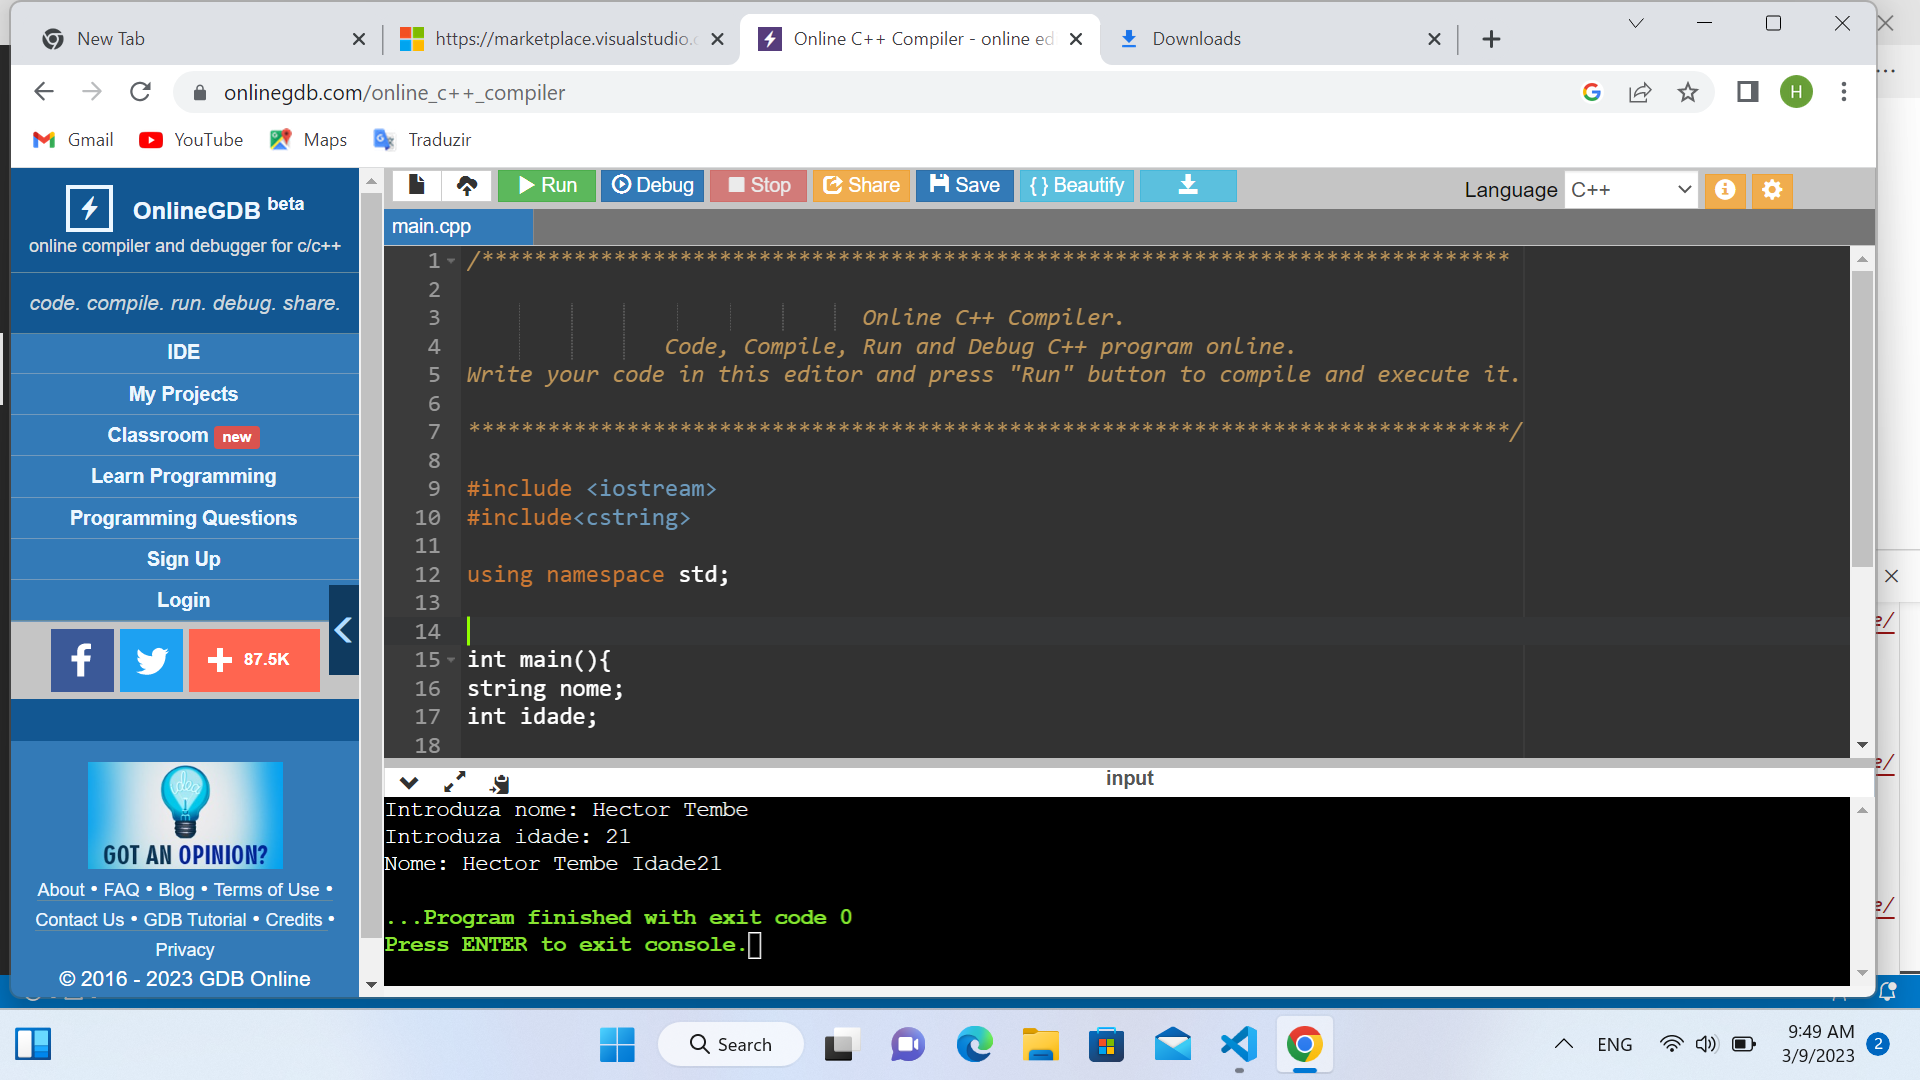 New Tab
https://marketplace.visualstudio.c
Online C++ Compiler - online ed
Downloads
onlinegdb.com/online_c++_compiler
H
Gmail
YouTube
Maps
Traduzir
OnlineGDB beta
online compiler and debugger for c/c++
code. compile. run. debug. share.
IDE
My Projects
Classroom new
Learn Programming
Programming Questions
Sign Up
Login
f
87.5K
idea
GOT AN OPINION?
About • FAQ • Blog • Terms of Use •
Contact Us • GDB Tutorial • Credits •
Privacy
© 2016 - 2023 GDB Online
Run
Debug
Stop
Share
Save
{ } Beautify
Language C++
main.cpp
1 /******************************************************************************
2
3 Online C++ Compiler.
4 Code, Compile, Run and Debug C++ program online.
5 Write your code in this editor and press "Run" button to compile and execute it.
6
7 *******************************************************************************/
8
9 #include <iostream>
10 #include<cstring>
11
12 using namespace std;
13
14
15 int main(){
16 string nome;
17 int idade;
18
input
Introduza nome: Hector Tembe
Introduza idade: 21
Nome: Hector Tembe Idade21
...Program finished with exit code 0
Press ENTER to exit console.
e/
e/
e/
Search
ENG
9:49 AM
3/9/2023
2